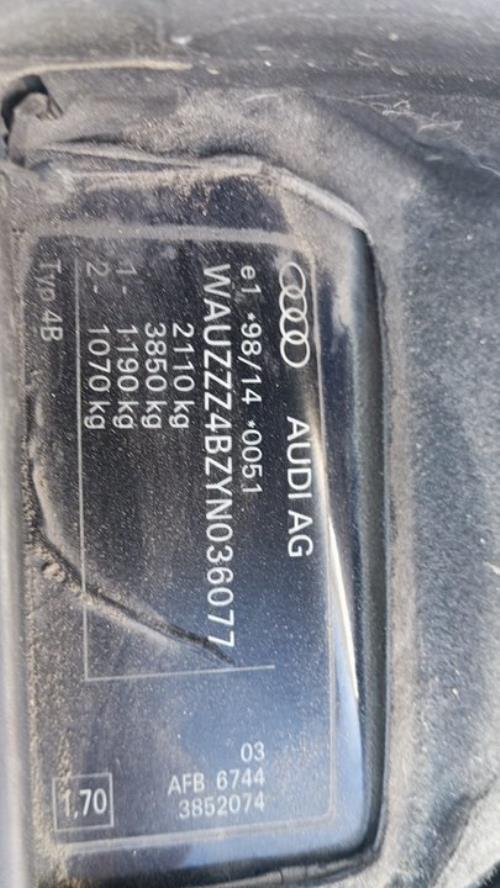 AUDI AG
e1 *98/14 *0051
WAUZZZ4BZYN036077
2110 kg
3850 kg
1- 1190 kg
2- 1070 kg
Typ 4B
03
AFB 6744
3852074
1,70